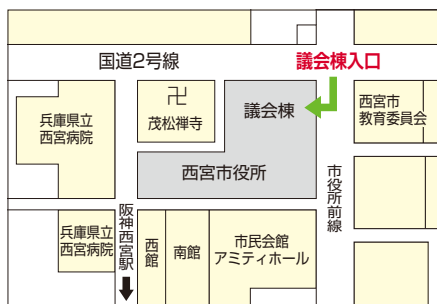 国道2号線
議会棟入口
兵庫県立
西宮病院
卍
茂松禅寺
議会棟
西宮市
教育委員会
西宮市役所
市役所前線
阪神西宮駅
兵庫県立
西宮病院
西館
南館
市民会館
アミティホール